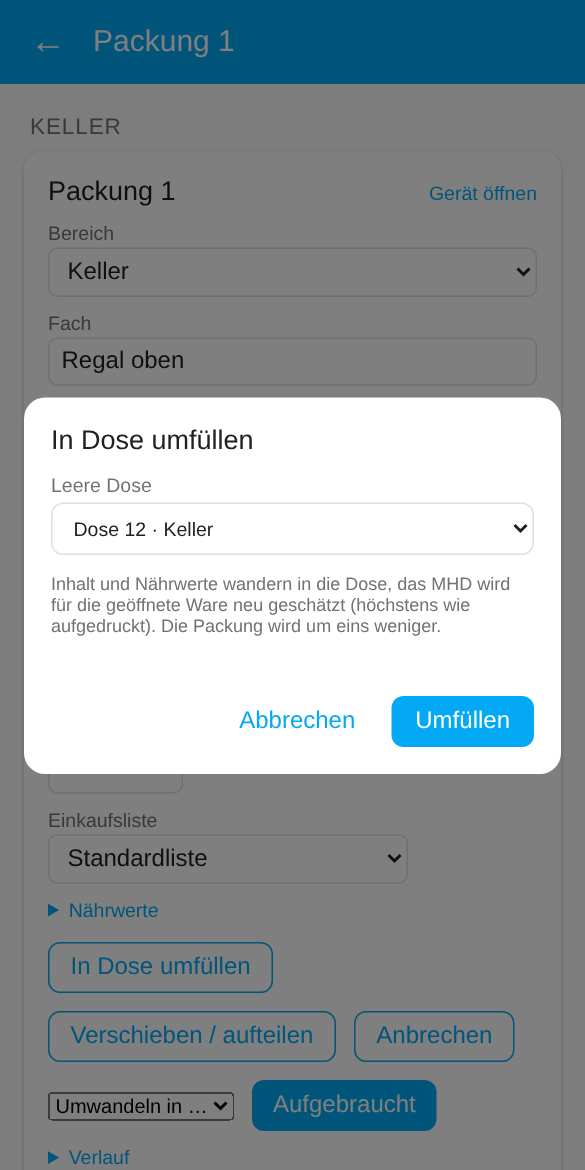 ← Packung 1
KELLER
Packung 1
Gerät öffnen
Bereich
Keller
Fach
Regal oben
In Dose umfüllen
Leere Dose
Dose 12 · Keller
Inhalt und Nährwerte wandern in die Dose, das MHD wird
für die geöffnete Ware neu geschätzt (höchstens wie
aufgedruckt). Die Packung wird um eins weniger.
Abbrechen
Umfüllen
Einkaufsliste
Standardliste
Nährwerte
In Dose umfüllen
Verschieben / aufteilen
Anbrechen
Umwandeln in …
Aufgebraucht
Verlauf